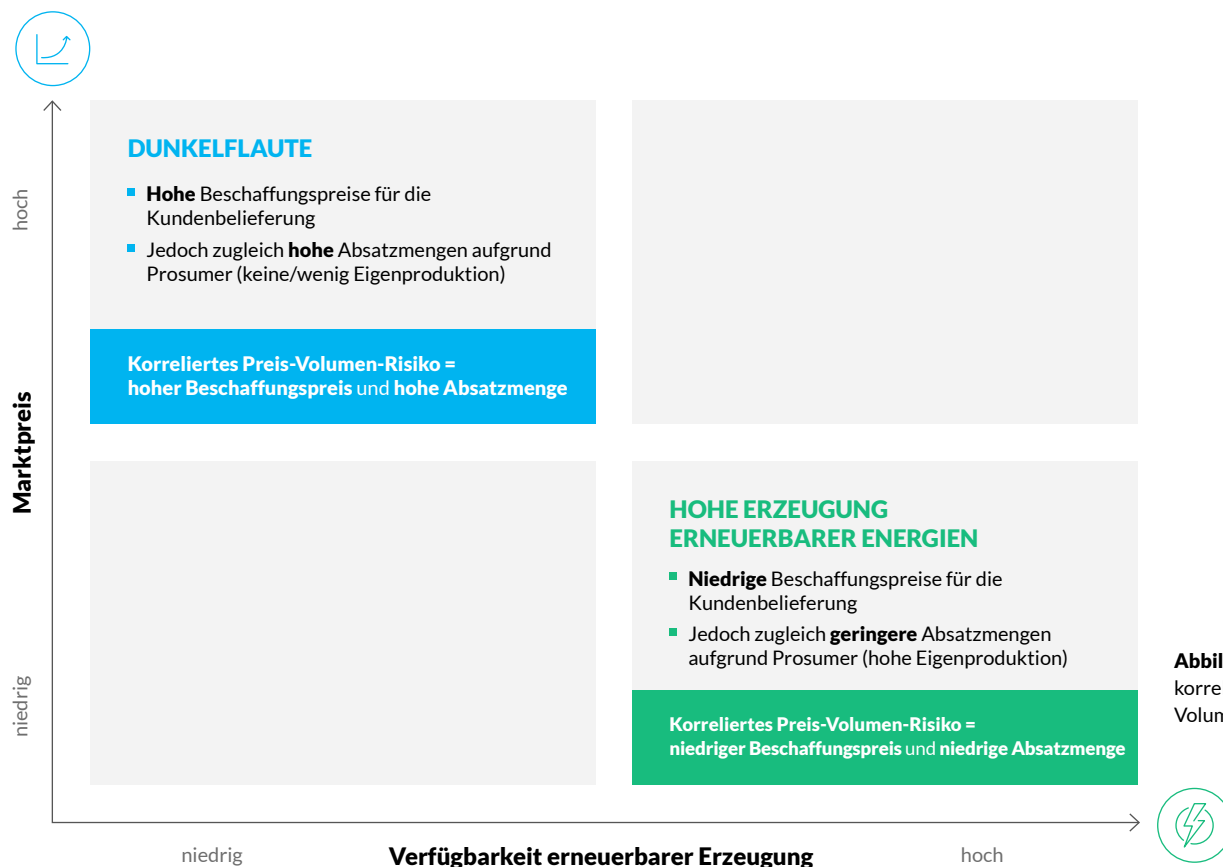 hoch
DUNKELFLAUTE
Hohe Beschaffungspreise für die
Kundenbelieferung
Jedoch zugleich hohe Absatzmengen aufgrund
Prosumer (keine/wenig Eigenproduktion)
Korreliertes Preis-Volumen-Risiko =
hoher Beschaffungspreis und hohe Absatzmenge
Marktpreis
HOHE ERZEUGUNG
ERNEUERBARER ENERGIEN
Niedrige Beschaffungspreise für die
Kundenbelieferung
Jedoch zugleich geringere Absatzmengen
aufgrund Prosumer (hohe Eigenproduktion)
Korreliertes Preis-Volumen-Risiko =
niedriger Beschaffungspreis und niedrige Absatzmenge
niedrig
Abbil
korre
Volum
niedrig
Verfügbarkeit erneuerbarer Erzeugung
hoch